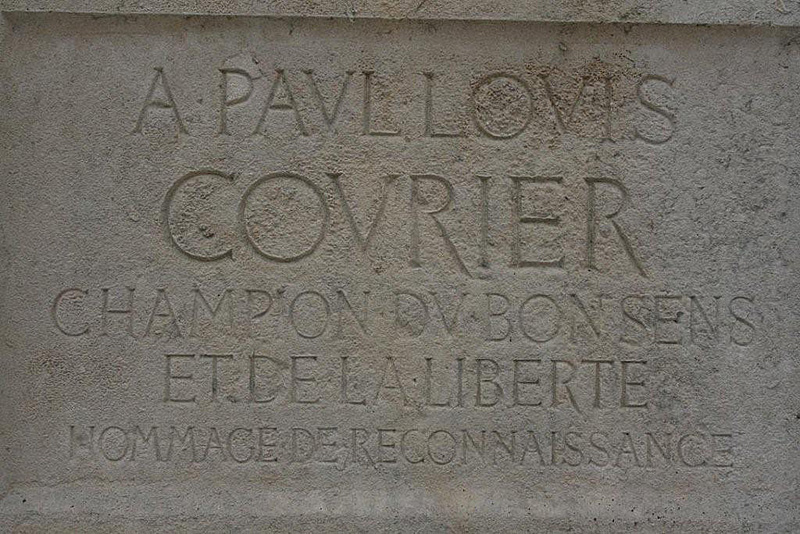 A·PAVL·LOVIS
COVRIER
CHAMPION·DV·BON·SENS
ET·DE·LA·LIBERTE
HOMMAGE·DE·RECONNAISSANCE